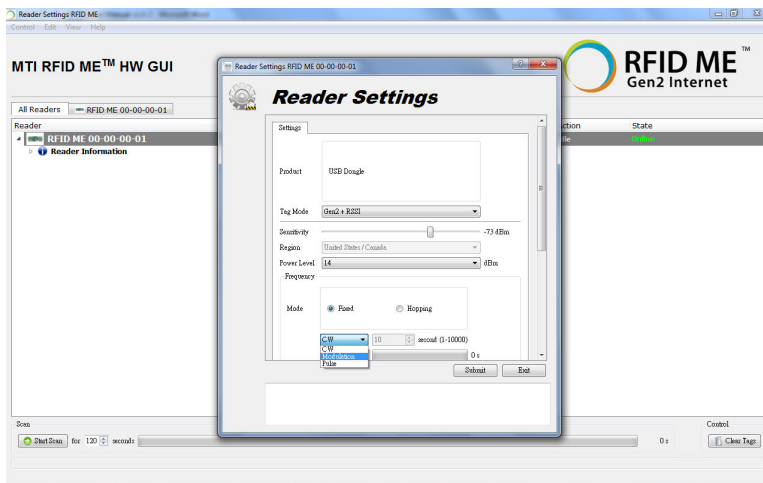 Reader Settings RFID ME
Control Edit View Help
MTI RFID ME™ HW GUI
RFID ME™
Gen2 Internet
All Readers
RFID ME 00-00-00-01
Reader
State
RFID ME 00-00-00-01
Online
Reader Information
Reader Settings RFID ME 00-00-00-01
Reader Settings
Settings
Product USB Dongle
Tag Mode Gen2 + RSSI
Sensitivity -73 dBm
Region United States / Canada
Power Level 14 dBm
Frequency
Mode Fixed Hopping
CW 10 second (1-10000)
CW
Modulation 0 s
Pulse
Submit Exit
Scan
Control
Start Scan for 120 seconds 0 s Clear Tags